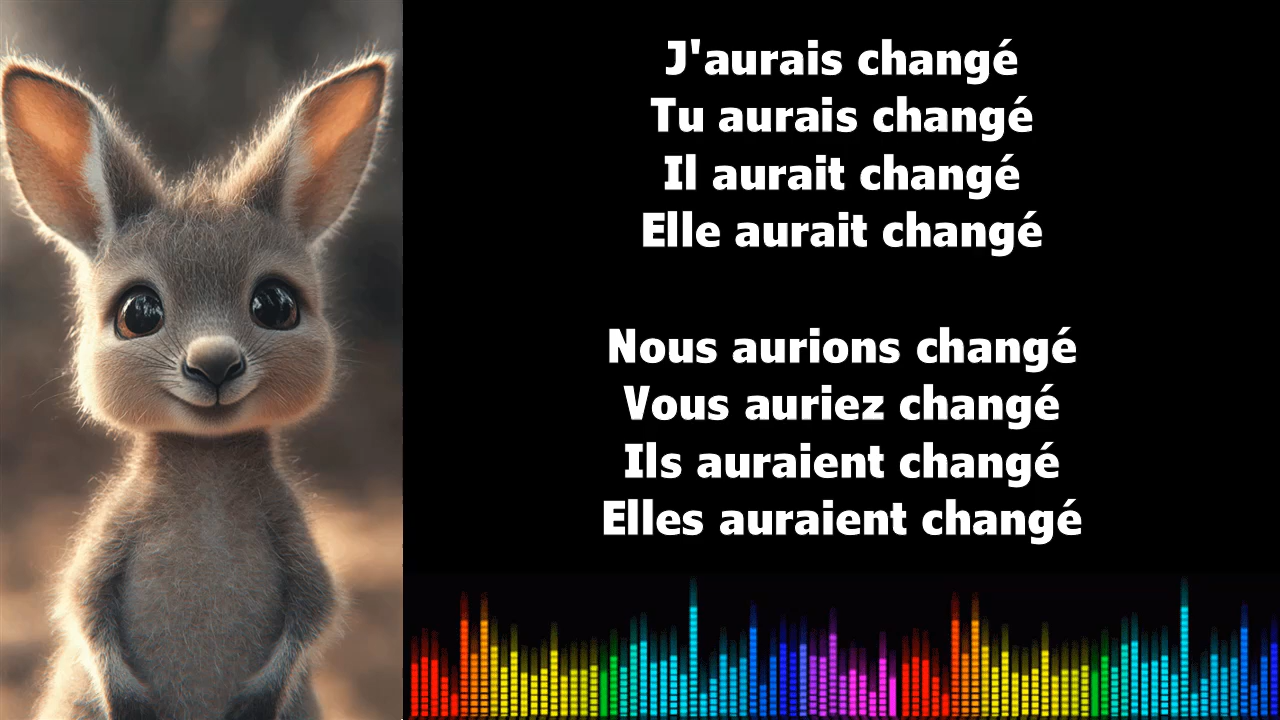 J'aurais changé
Tu aurais changé
Il aurait changé
Elle aurait changé
Nous aurions changé
Vous auriez changé
Ils auraient changé
Elles auraient changé